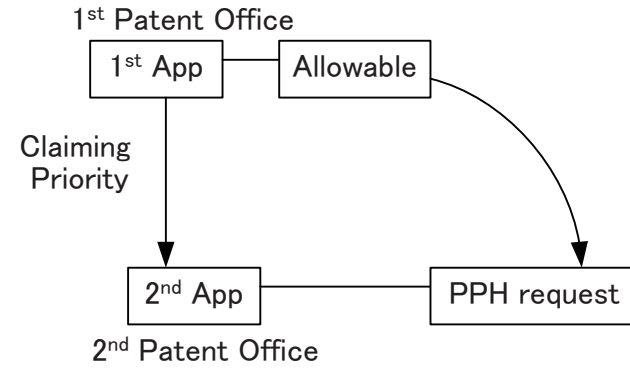 1st Patent Office
1st App
Allowable
Claiming
Priority
2nd App
PPH request
2nd Patent Office